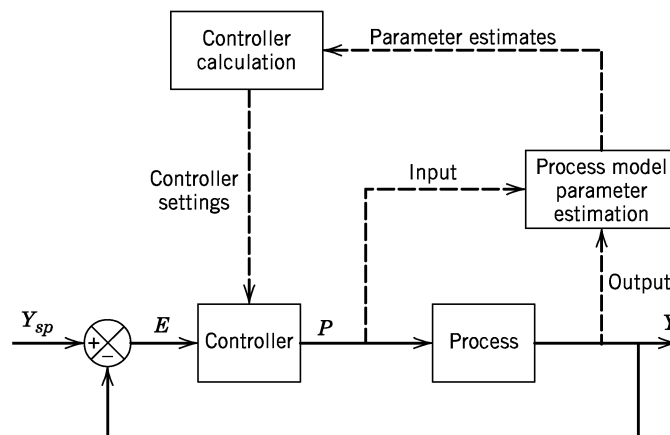 Controller
calculation
Parameter estimates
Process model
parameter
estimation
Input
Controller
settings
Output
Y_sp
+
−
E
Controller
P
Process
Y